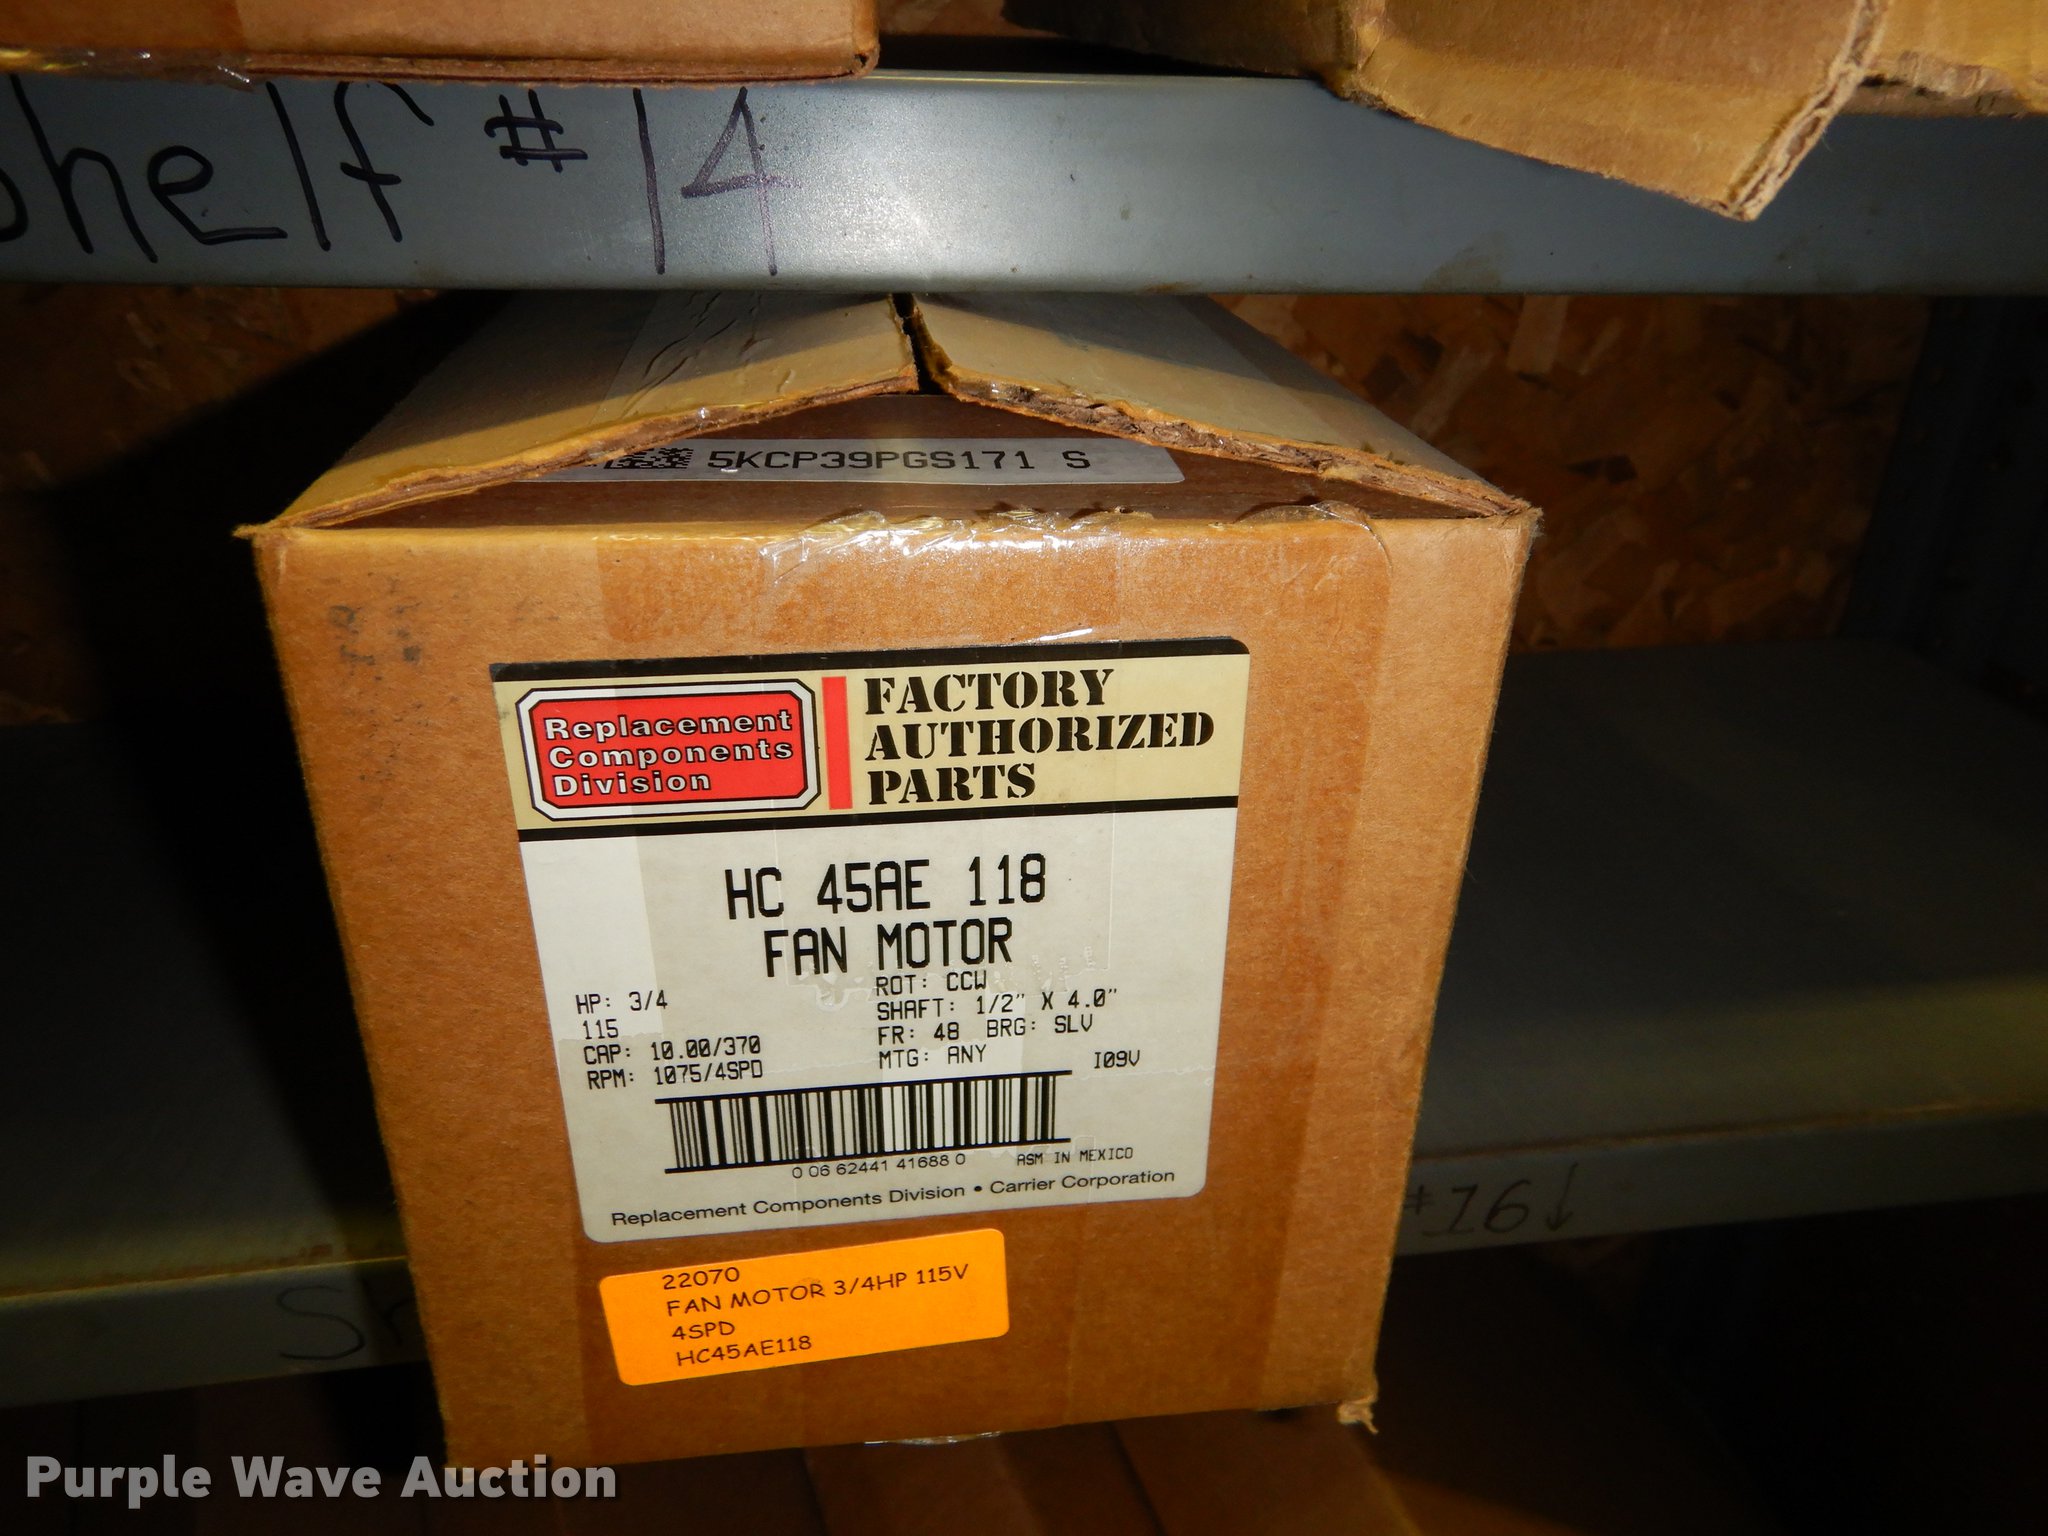 Shelf #14
5KCP39PGS171 S
Replacement
Components
Division
FACTORY
AUTHORIZED
PARTS
HC 45AE 118
FAN MOTOR
HP: 3/4
115
CAP: 10.00/370
RPM: 1075/4SPD
ROT: CCW
SHAFT: 1/2" X 4.0"
FR: 48 BRG: SLV
MTG: ANY
I09V
0 06 62441 41688 0
ASM IN MEXICO
Replacement Components Division • Carrier Corporation
22070
FAN MOTOR 3/4HP 115V
4SPD
HC45AE118
#16↓
Purple Wave Auction